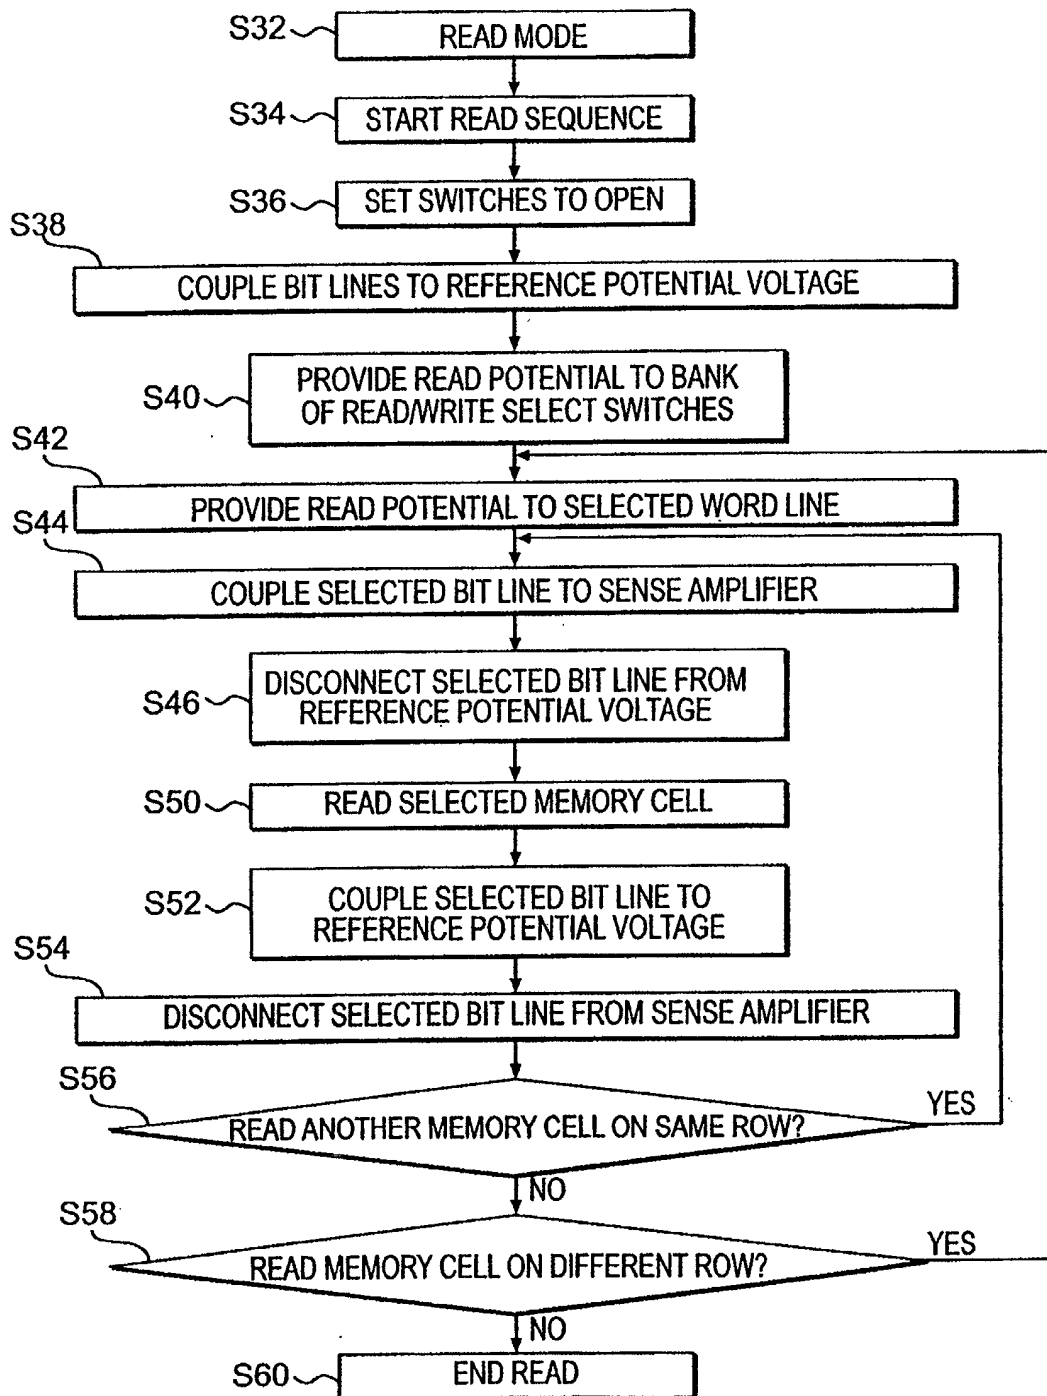 S32
READ MODE
S34
START READ SEQUENCE
S36
SET SWITCHES TO OPEN
S38
COUPLE BIT LINES TO REFERENCE POTENTIAL VOLTAGE
S40
PROVIDE READ POTENTIAL TO BANK
OF READ/WRITE SELECT SWITCHES
S42
PROVIDE READ POTENTIAL TO SELECTED WORD LINE
S44
COUPLE SELECTED BIT LINE TO SENSE AMPLIFIER
S46
DISCONNECT SELECTED BIT LINE FROM
REFERENCE POTENTIAL VOLTAGE
S50
READ SELECTED MEMORY CELL
S52
COUPLE SELECTED BIT LINE TO
REFERENCE POTENTIAL VOLTAGE
S54
DISCONNECT SELECTED BIT LINE FROM SENSE AMPLIFIER
S56
READ ANOTHER MEMORY CELL ON SAME ROW?
YES
NO
S58
READ MEMORY CELL ON DIFFERENT ROW?
YES
NO
S60
END READ